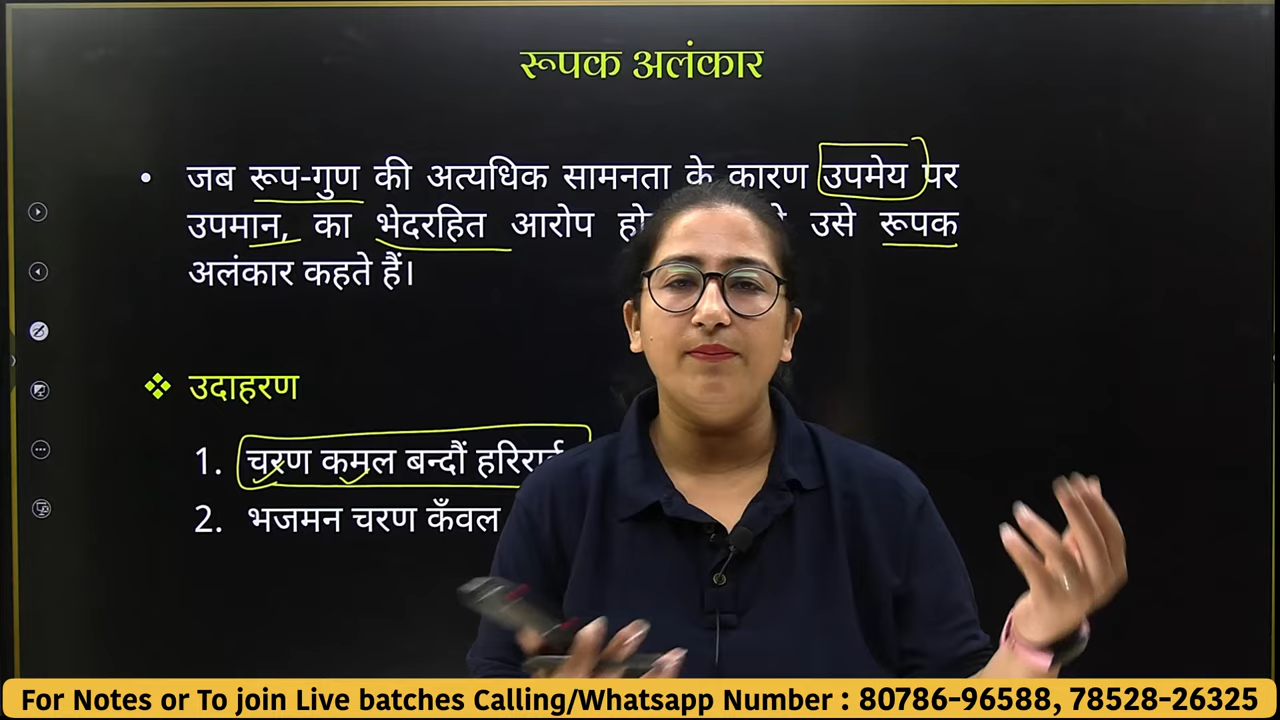 रूपक अलंकार
• जब रूप-गुण की अत्यधिक सामनता के कारण उपमेय पर
उपमान, का भेदरहित आरोप उसे रूपक
अलंकार कहते हैं।
❖ उदाहरण
1. चरण कमल बन्दौं
2. भजमन चरण कँवल
For Notes or To join Live batches Calling/Whatsapp Number : 80786-96588, 78528-26325